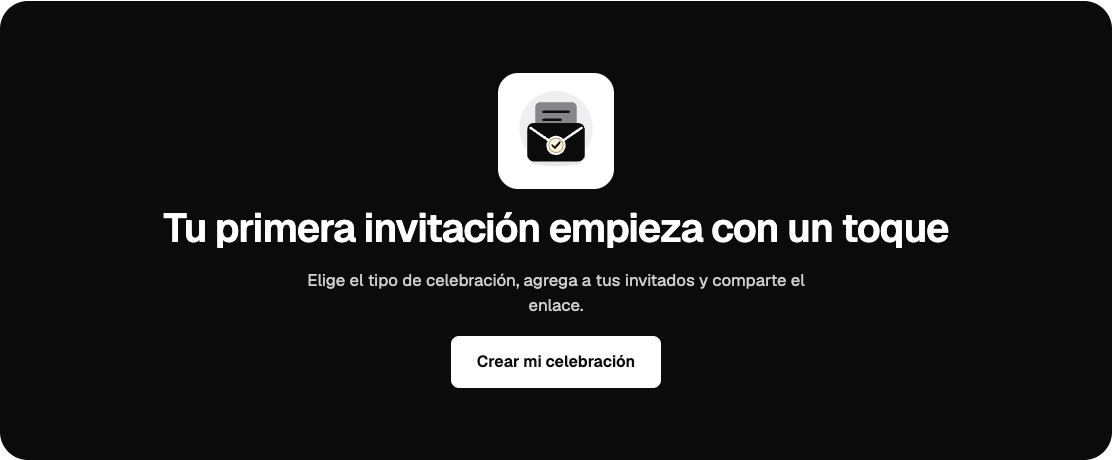 Tu primera invitación empieza con un toque
Elige el tipo de celebración, agrega a tus invitados y comparte el
enlace.
Crear mi celebración